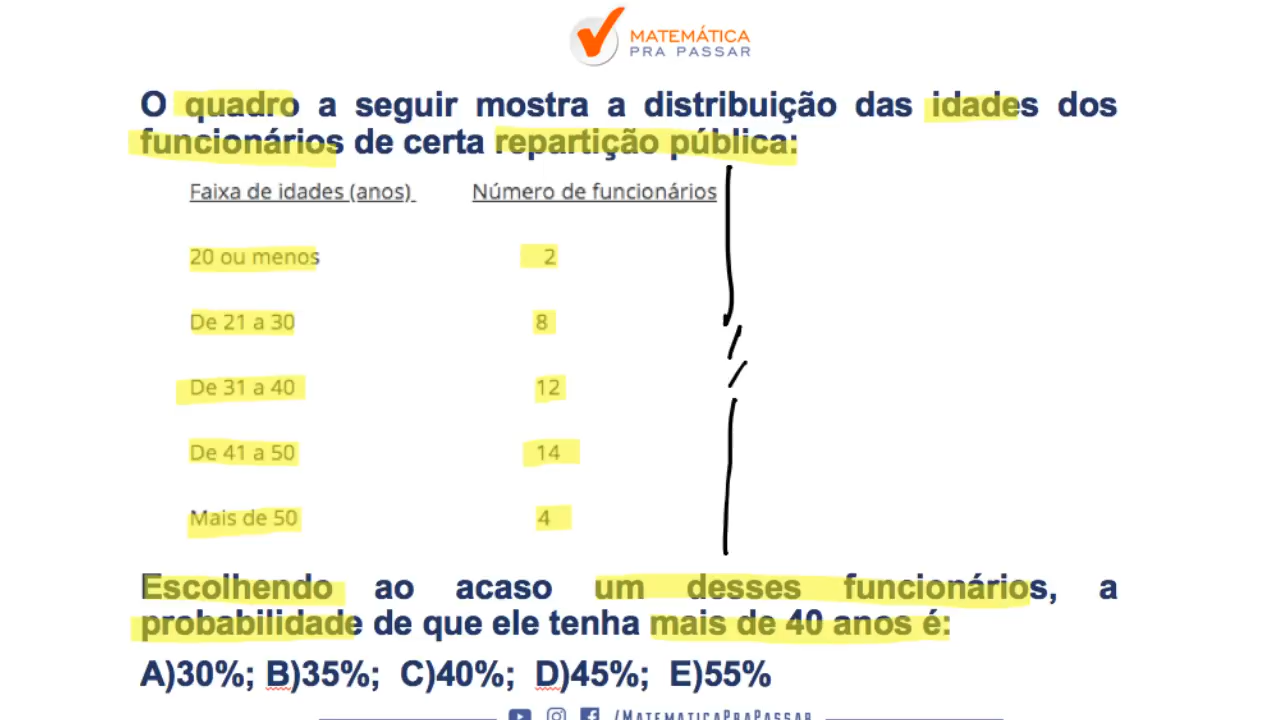 MATEMÁTICA
PRA PASSAR
O quadro a seguir mostra a distribuição das idades dos
funcionários de certa repartição pública:
Faixa de idades (anos) Número de funcionários
20 ou menos 2
De 21 a 30 8
De 31 a 40 12
De 41 a 50 14
Mais de 50 4
Escolhendo ao acaso um desses funcionários, a
probabilidade de que ele tenha mais de 40 anos é:
A)30%; B)35%; C)40%; D)45%; E)55%
/MATEMATICAPRAPASSAR